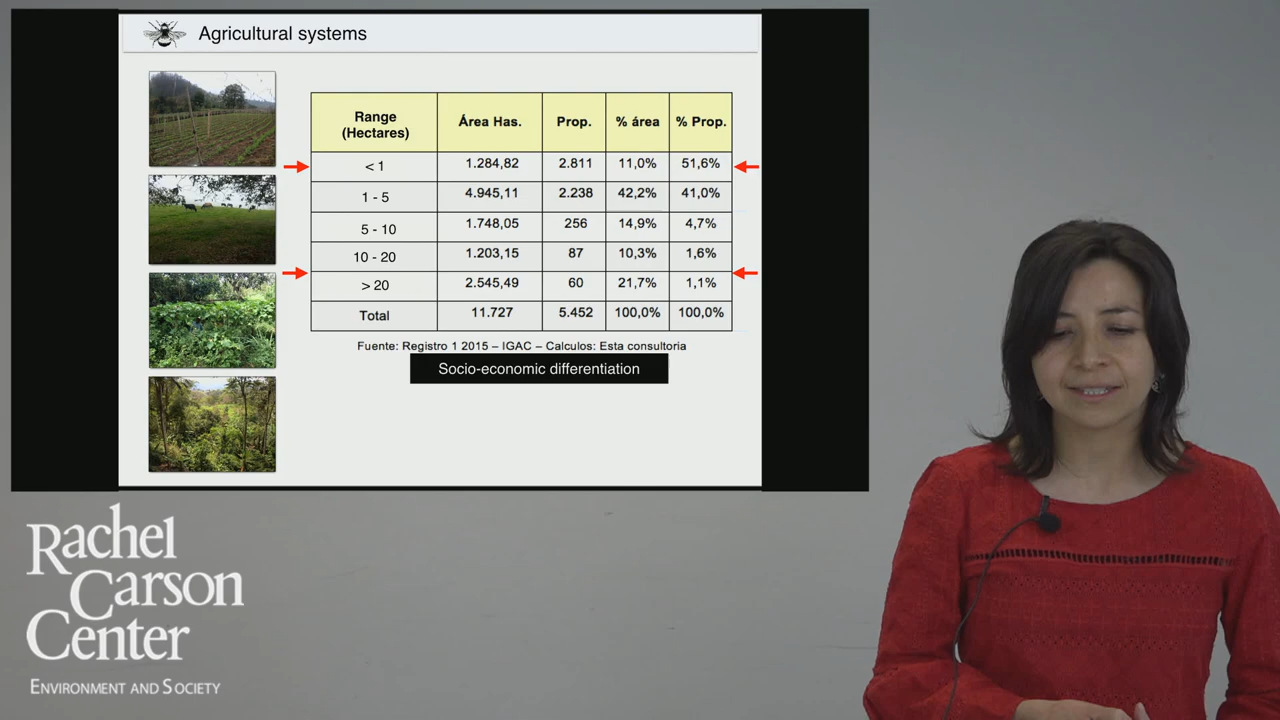 Agricultural systems
Range (Hectares) Área Has. Prop. % área % Prop.
< 1 1.284,82 2.811 11,0% 51,6%
1 - 5 4.945,11 2.238 42,2% 41,0%
5 - 10 1.748,05 256 14,9% 4,7%
10 - 20 1.203,15 87 10,3% 1,6%
> 20 2.545,49 60 21,7% 1,1%
Total 11.727 5.452 100,0% 100,0%
Fuente: Registro 1 2015 – IGAC – Calculos: Esta consultoria
Socio-economic differentiation
Rachel
Carson
Center
ENVIRONMENT AND SOCIETY